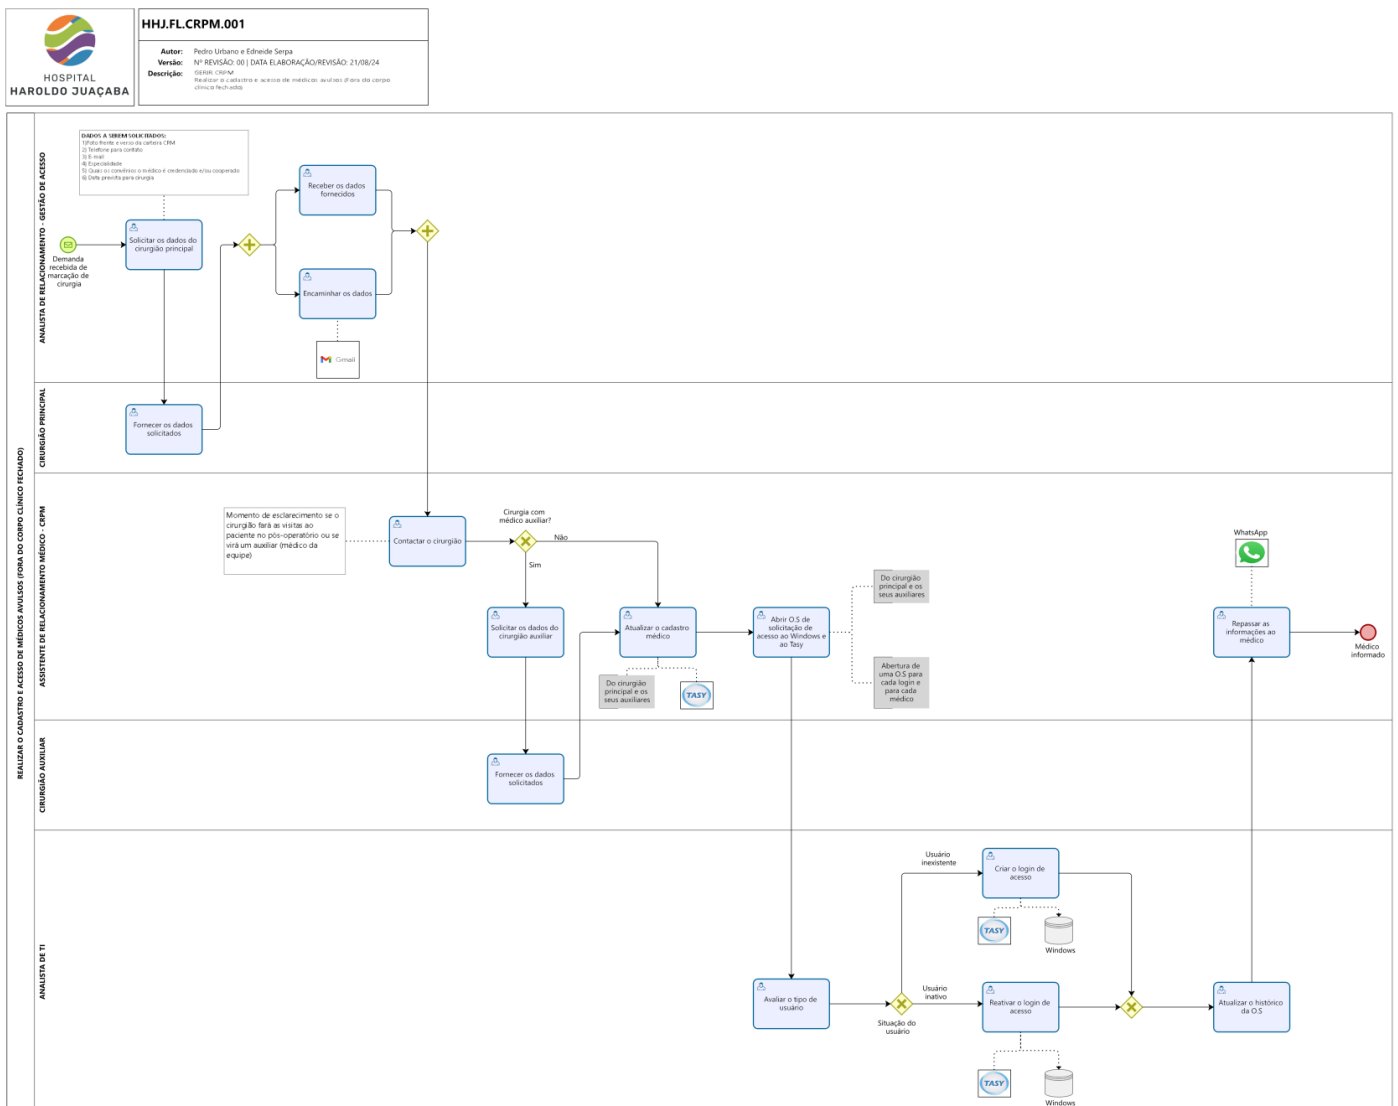 HOSPITAL
HAROLDO JUAÇABA
HHJ.FL.CRPM.001
Autor: Pedro Urbano e Edneide Serpa
Versão: Nº REVISÃO: 00 | DATA ELABORAÇÃO/REVISÃO: 21/08/24
Descrição: CRPM
Realizar o cadastro e acesso de médicos avulsos (Fora do corpo
clínico fechado)
REALIZAR O CADASTRO E ACESSO DE MÉDICOS AVULSOS (FORA DO CORPO CLÍNICO FECHADO)
ANALISTA DE RELACIONAMENTO - GESTÃO DE ACESSO
DADOS A SEREM SOLICITADOS:
1)Foto frente e verso da carteira CRM
2) Telefone para contato
3) E-mail
4) Especialidade
5) Quais os convênios o médico é credenciado e/ou cooperado
6) Data prevista para cirurgia
Demanda
recebida de
marcação de
cirurgia
Solicitar os dados do
cirurgião principal
Receber os dados
fornecidos
Encaminhar os dados
Gmail
CIRURGIÃO PRINCIPAL
Fornecer os dados
solicitados
ASSISTENTE DE RELACIONAMENTO MÉDICO - CRPM
Momento de esclarecimento se o
cirurgião fará as visitas ao
paciente no pós-operatório ou se
virá um auxiliar (médico da
equipe)
Contactar o cirurgião
Cirurgia com
médico auxiliar?
Não
Sim
Solicitar os dados do
cirurgião auxiliar
Atualizar o cadastro
médico
Do cirurgião
principal e os
seus auxiliares
TASY
Abrir O.S de
solicitação de
acesso ao Windows e
ao Tasy
Do cirurgião
principal e os
seus auxiliares
Abertura de
uma O.S para
cada login e
para cada
médico
WhatsApp
Repassar as
informações ao
médico
Médico
informado
CIRURGIÃO AUXILIAR
Fornecer os dados
solicitados
ANALISTA DE TI
Avaliar o tipo de
usuário
Situação do
usuário
Usuário
inexistente
Criar o login de
acesso
TASY
Windows
Usuário
inativo
Reativar o login de
acesso
TASY
Windows
Atualizar o histórico
da O.S